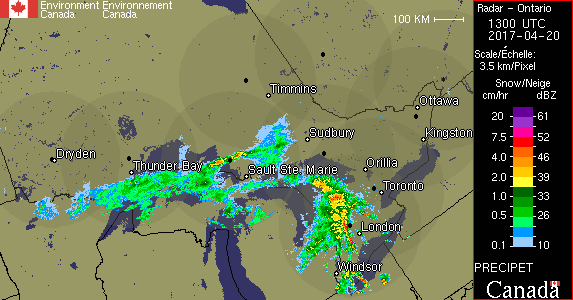 Environment Environnement
Canada Canada
100 KM
Timmins
Ottawa
Sudbury
Kingston
Dryden
Thunder Bay
Sault Ste. Marie
Orillia
Toronto
London
Windsor
Radar - Ontario
1300 UTC
2017-04-20
Scale/Échelle:
3.5 km/Pixel
Snow/Neige
cm/hr dBZ
20 61
7.5 52
4.0 46
2.0 39
1.0 33
0.5 26
0.1 10
PRECIPET
Canada